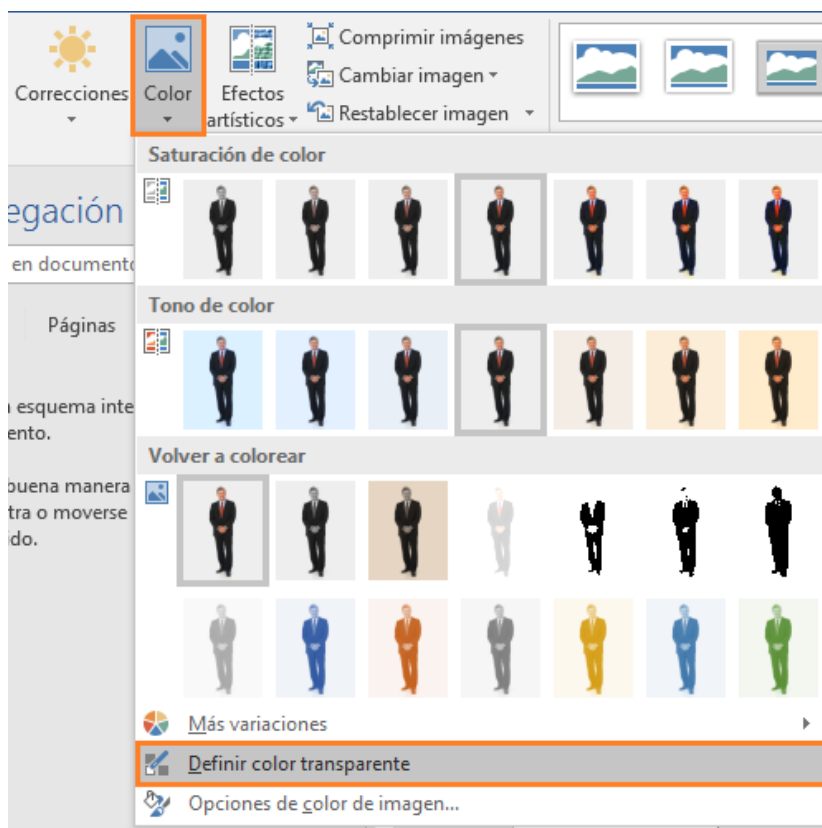 Comprimir imágenes
Cambiar imagen
Restablecer imagen
Correcciones
Color
Efectos
artísticos
egación
en documento
Páginas
esquema inte
ento.
buena manera
tra o moverse
do.
Saturación de color
Tono de color
Volver a colorear
Más variaciones
Definir color transparente
Opciones de color de imagen...